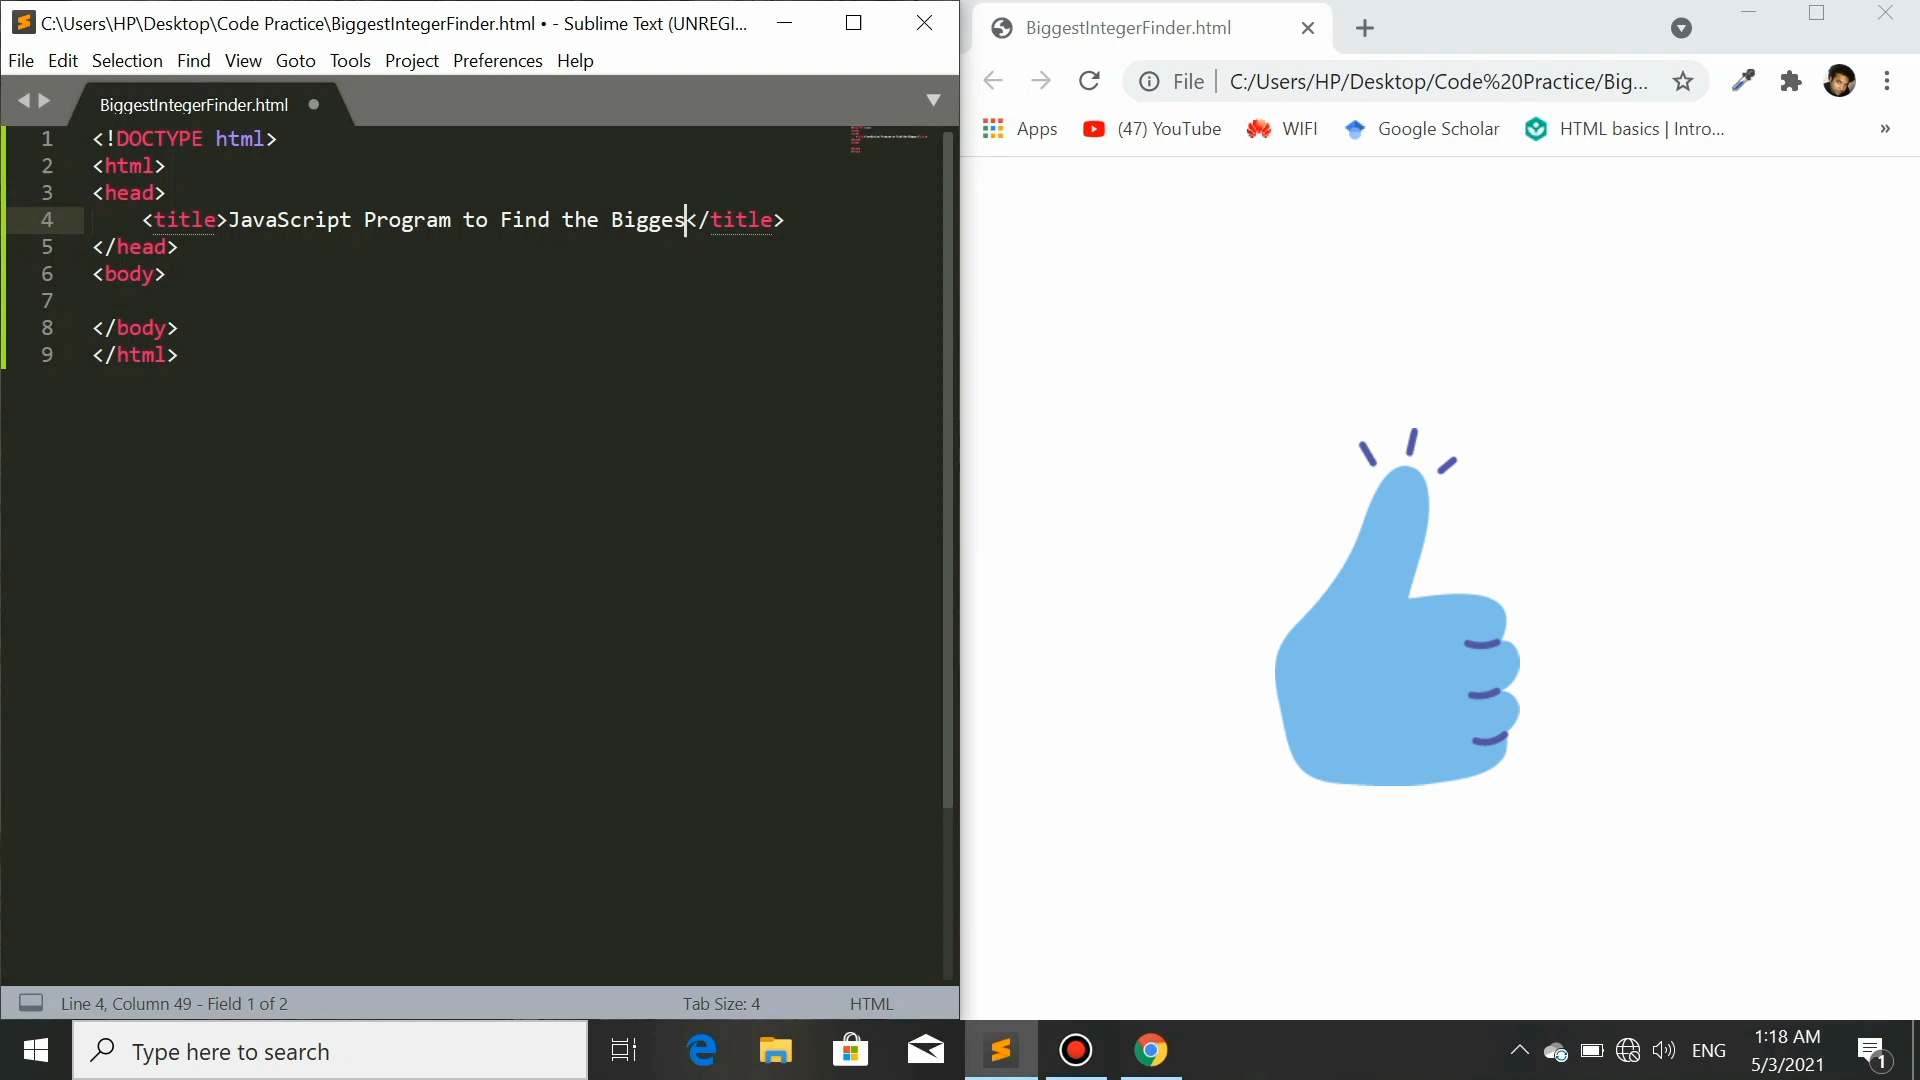 C:\Users\HP\Desktop\Code Practice\BiggestIntegerFinder.html • - Sublime Text (UNREGI...
File Edit Selection Find View Goto Tools Project Preferences Help
BiggestIntegerFinder.html
1 <!DOCTYPE html>
2 <html>
3 <head>
4 <title>JavaScript Program to Find the Bigges</title>
5 </head>
6 <body>
7
8 </body>
9 </html>
Line 4, Column 49 - Field 1 of 2 Tab Size: 4 HTML
BiggestIntegerFinder.html
File C:/Users/HP/Desktop/Code%20Practice/Big...
Apps (47) YouTube WIFI Google Scholar HTML basics | Intro... »
Type here to search
ENG
1:18 AM
5/3/2021
1